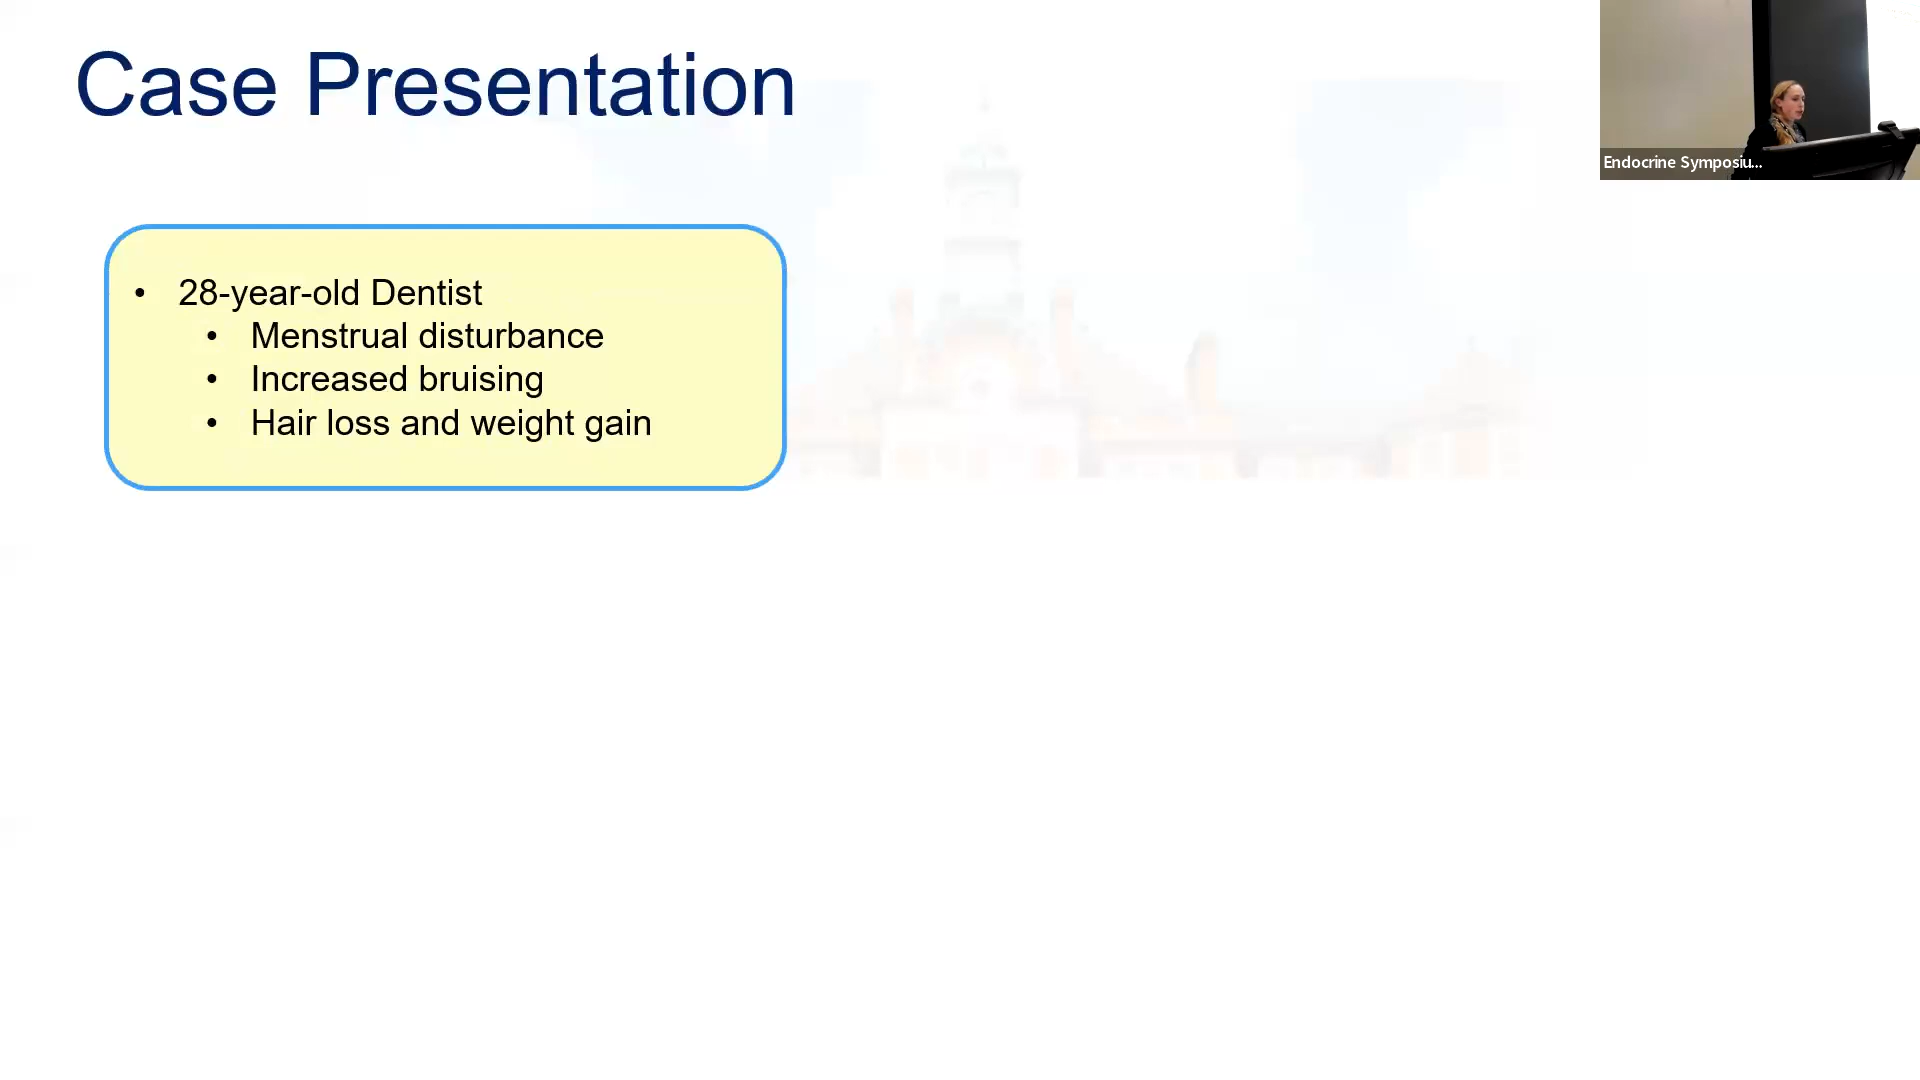 Case Presentation
Endocrine Symposiu...
• 28-year-old Dentist
• Menstrual disturbance
• Increased bruising
• Hair loss and weight gain